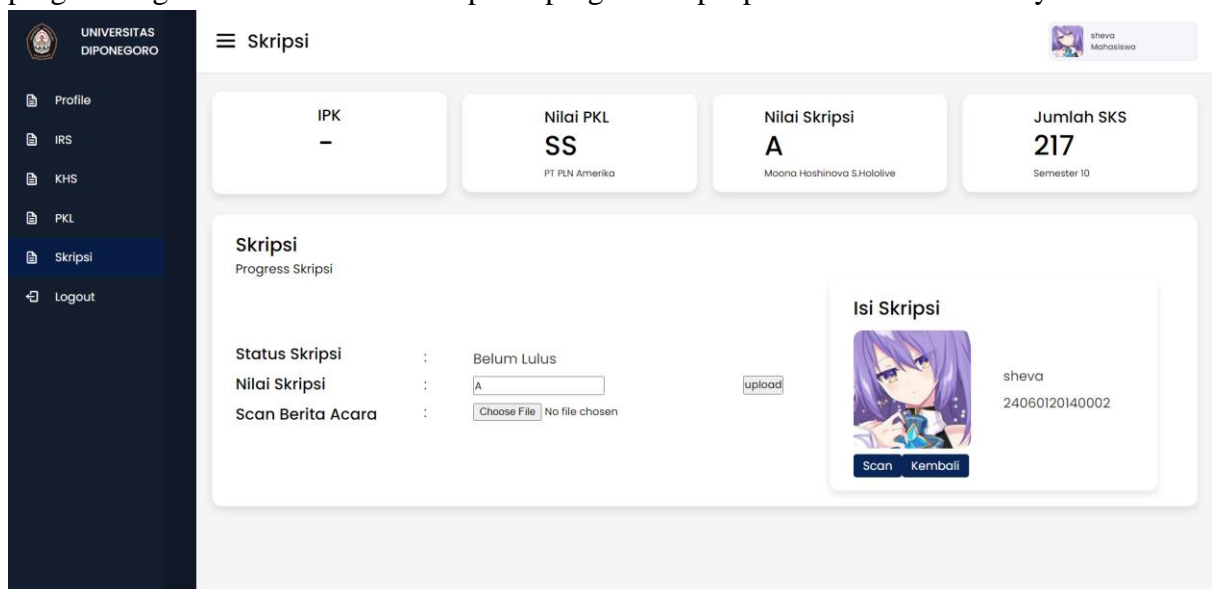 UNIVERSITAS
DIPONEGORO
Skripsi
sheva
Mahasiswa
Profile
IRS
KHS
PKL
Skripsi
Logout
IPK
-
Nilai PKL
SS
PT PLN Amerika
Nilai Skripsi
A
Moona Hoshinova S.Hololive
Jumlah SKS
217
Semester 10
Skripsi
Progress Skripsi
Status Skripsi : Belum Lulus
Nilai Skripsi : A upload
Scan Berita Acara : Choose File No file chosen
Isi Skripsi
sheva
24060120140002
Scan Kembali